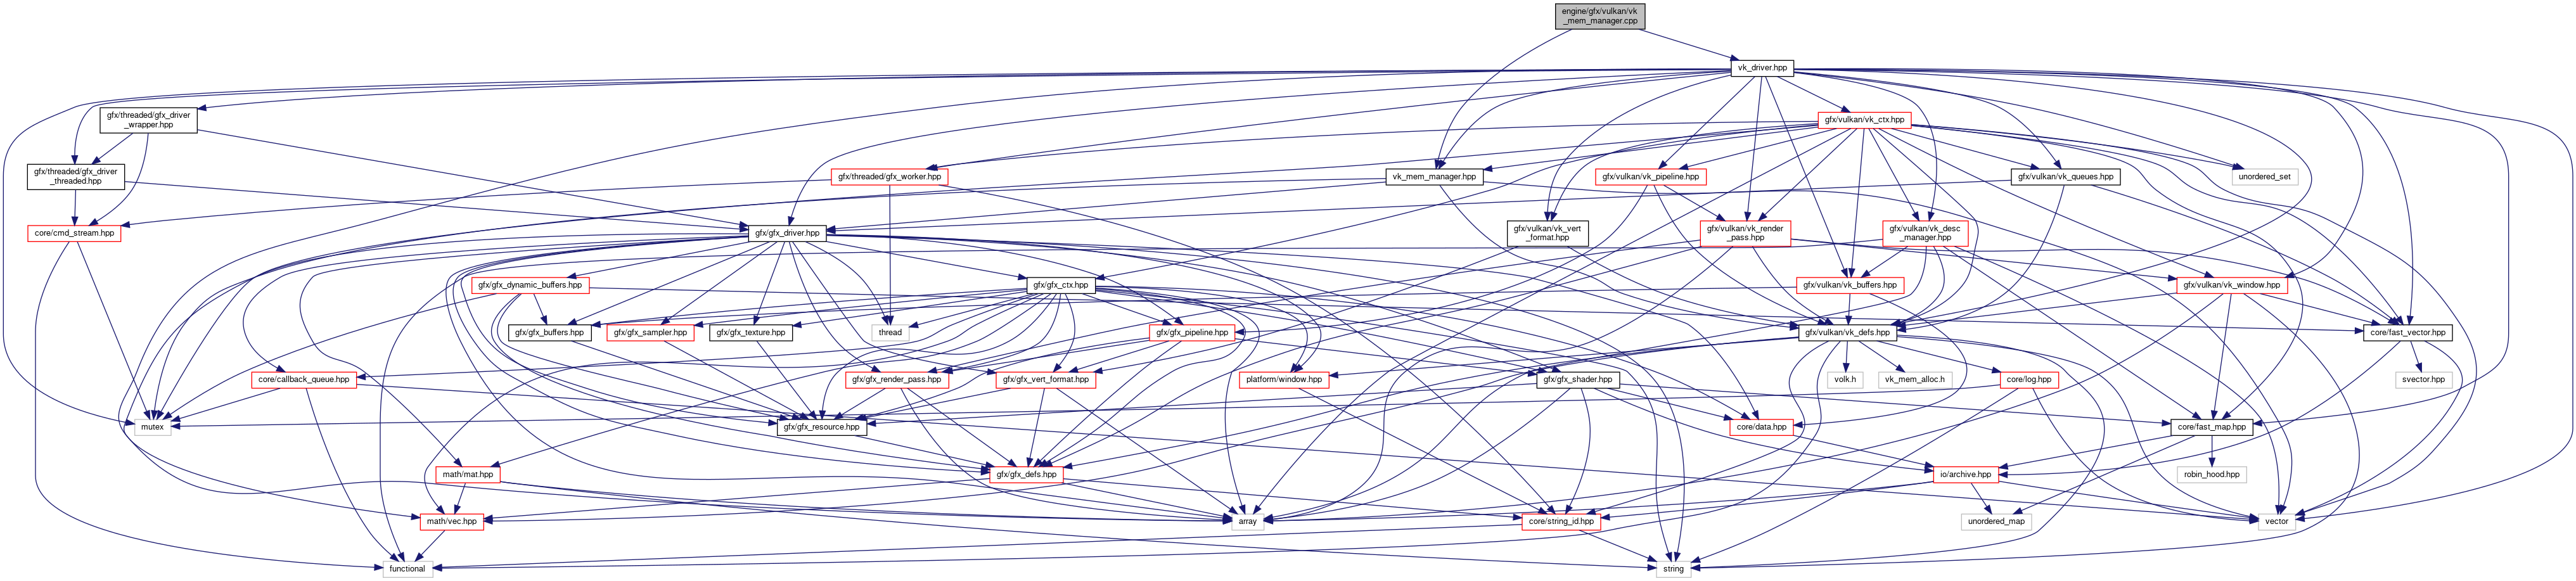 engine/gfx/vulkan/vk
_mem_manager.cpp
vk_driver.hpp
gfx/threaded/gfx_driver
_wrapper.hpp
gfx/vulkan/vk_ctx.hpp
gfx/threaded/gfx_driver
_threaded.hpp
gfx/threaded/gfx_worker.hpp
vk_mem_manager.hpp
gfx/vulkan/vk_pipeline.hpp
gfx/vulkan/vk_queues.hpp
unordered_set
core/cmd_stream.hpp
gfx/gfx_driver.hpp
gfx/vulkan/vk_vert
_format.hpp
gfx/vulkan/vk_render
_pass.hpp
gfx/vulkan/vk_desc
_manager.hpp
gfx/gfx_dynamic_buffers.hpp
gfx/gfx_ctx.hpp
gfx/vulkan/vk_buffers.hpp
gfx/vulkan/vk_window.hpp
gfx/gfx_buffers.hpp
gfx/gfx_sampler.hpp
gfx/gfx_texture.hpp
thread
gfx/gfx_pipeline.hpp
gfx/vulkan/vk_defs.hpp
core/fast_vector.hpp
core/callback_queue.hpp
gfx/gfx_render_pass.hpp
gfx/gfx_vert_format.hpp
platform/window.hpp
gfx/gfx_shader.hpp
volk.h
vk_mem_alloc.h
core/log.hpp
svector.hpp
mutex
gfx/gfx_resource.hpp
core/data.hpp
core/fast_map.hpp
math/mat.hpp
gfx/gfx_defs.hpp
io/archive.hpp
robin_hood.hpp
math/vec.hpp
array
core/string_id.hpp
unordered_map
vector
functional
string